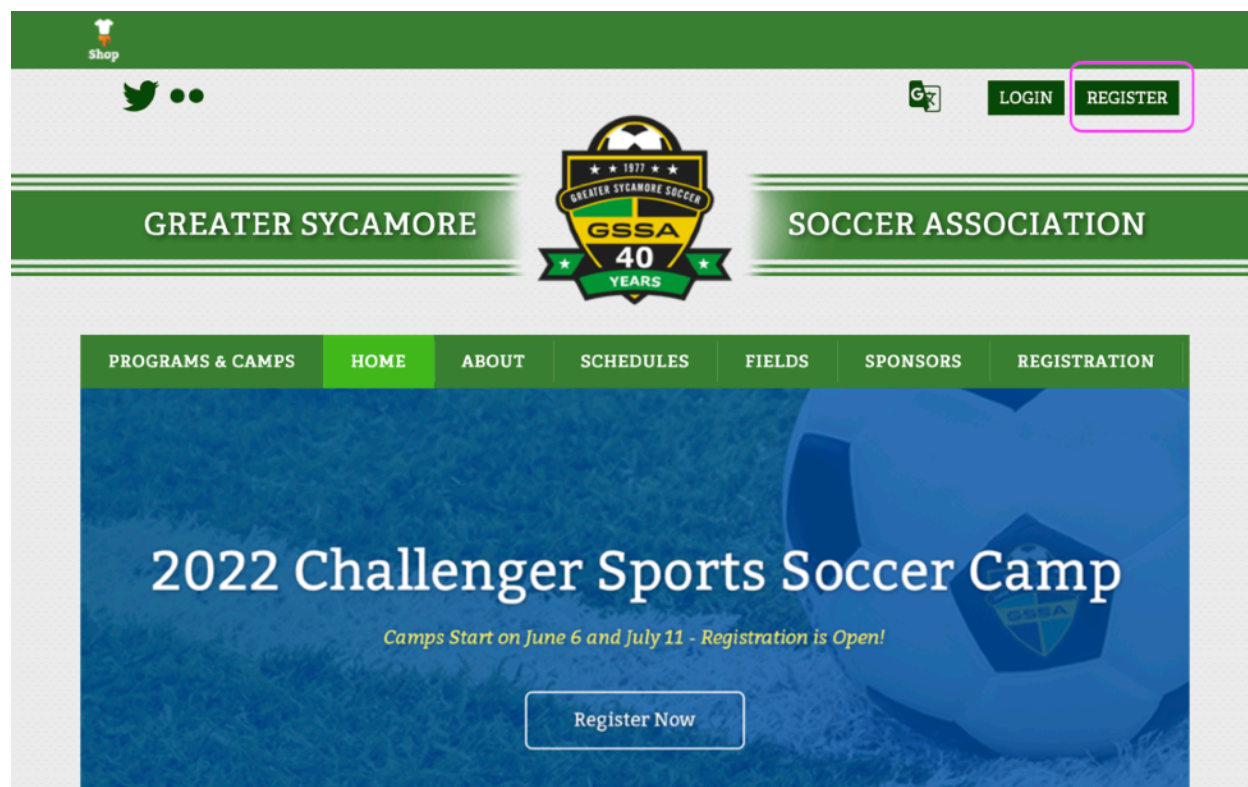 Shop
LOGIN
REGISTER
★ ★ 1977 ★ ★
GREATER SYCAMORE SOCCER
GSSA
40
YEARS
GREATER SYCAMORE
SOCCER ASSOCIATION
PROGRAMS & CAMPS
HOME
ABOUT
SCHEDULES
FIELDS
SPONSORS
REGISTRATION
2022 Challenger Sports Soccer Camp
Camps Start on June 6 and July 11 - Registration is Open!
Register Now
GSSA